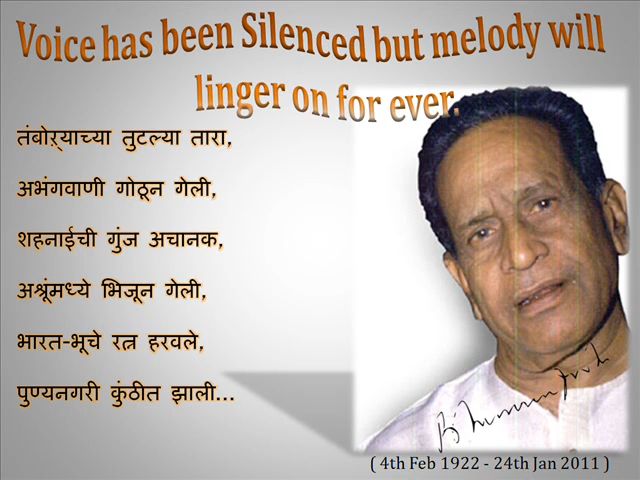 Voice has been Silenced but melody will
linger on for ever.
तंबोऱ्याच्या तुटल्या तारा,
अभंगवाणी गोठून गेली,
शहनाईची गुंज अचानक,
अश्रूंमध्ये भिजून गेली,
भारत-भूचे रत्न हरवले,
पुण्यनगरी कुंठीत झाली...
( 4th Feb 1922 - 24th Jan 2011 )